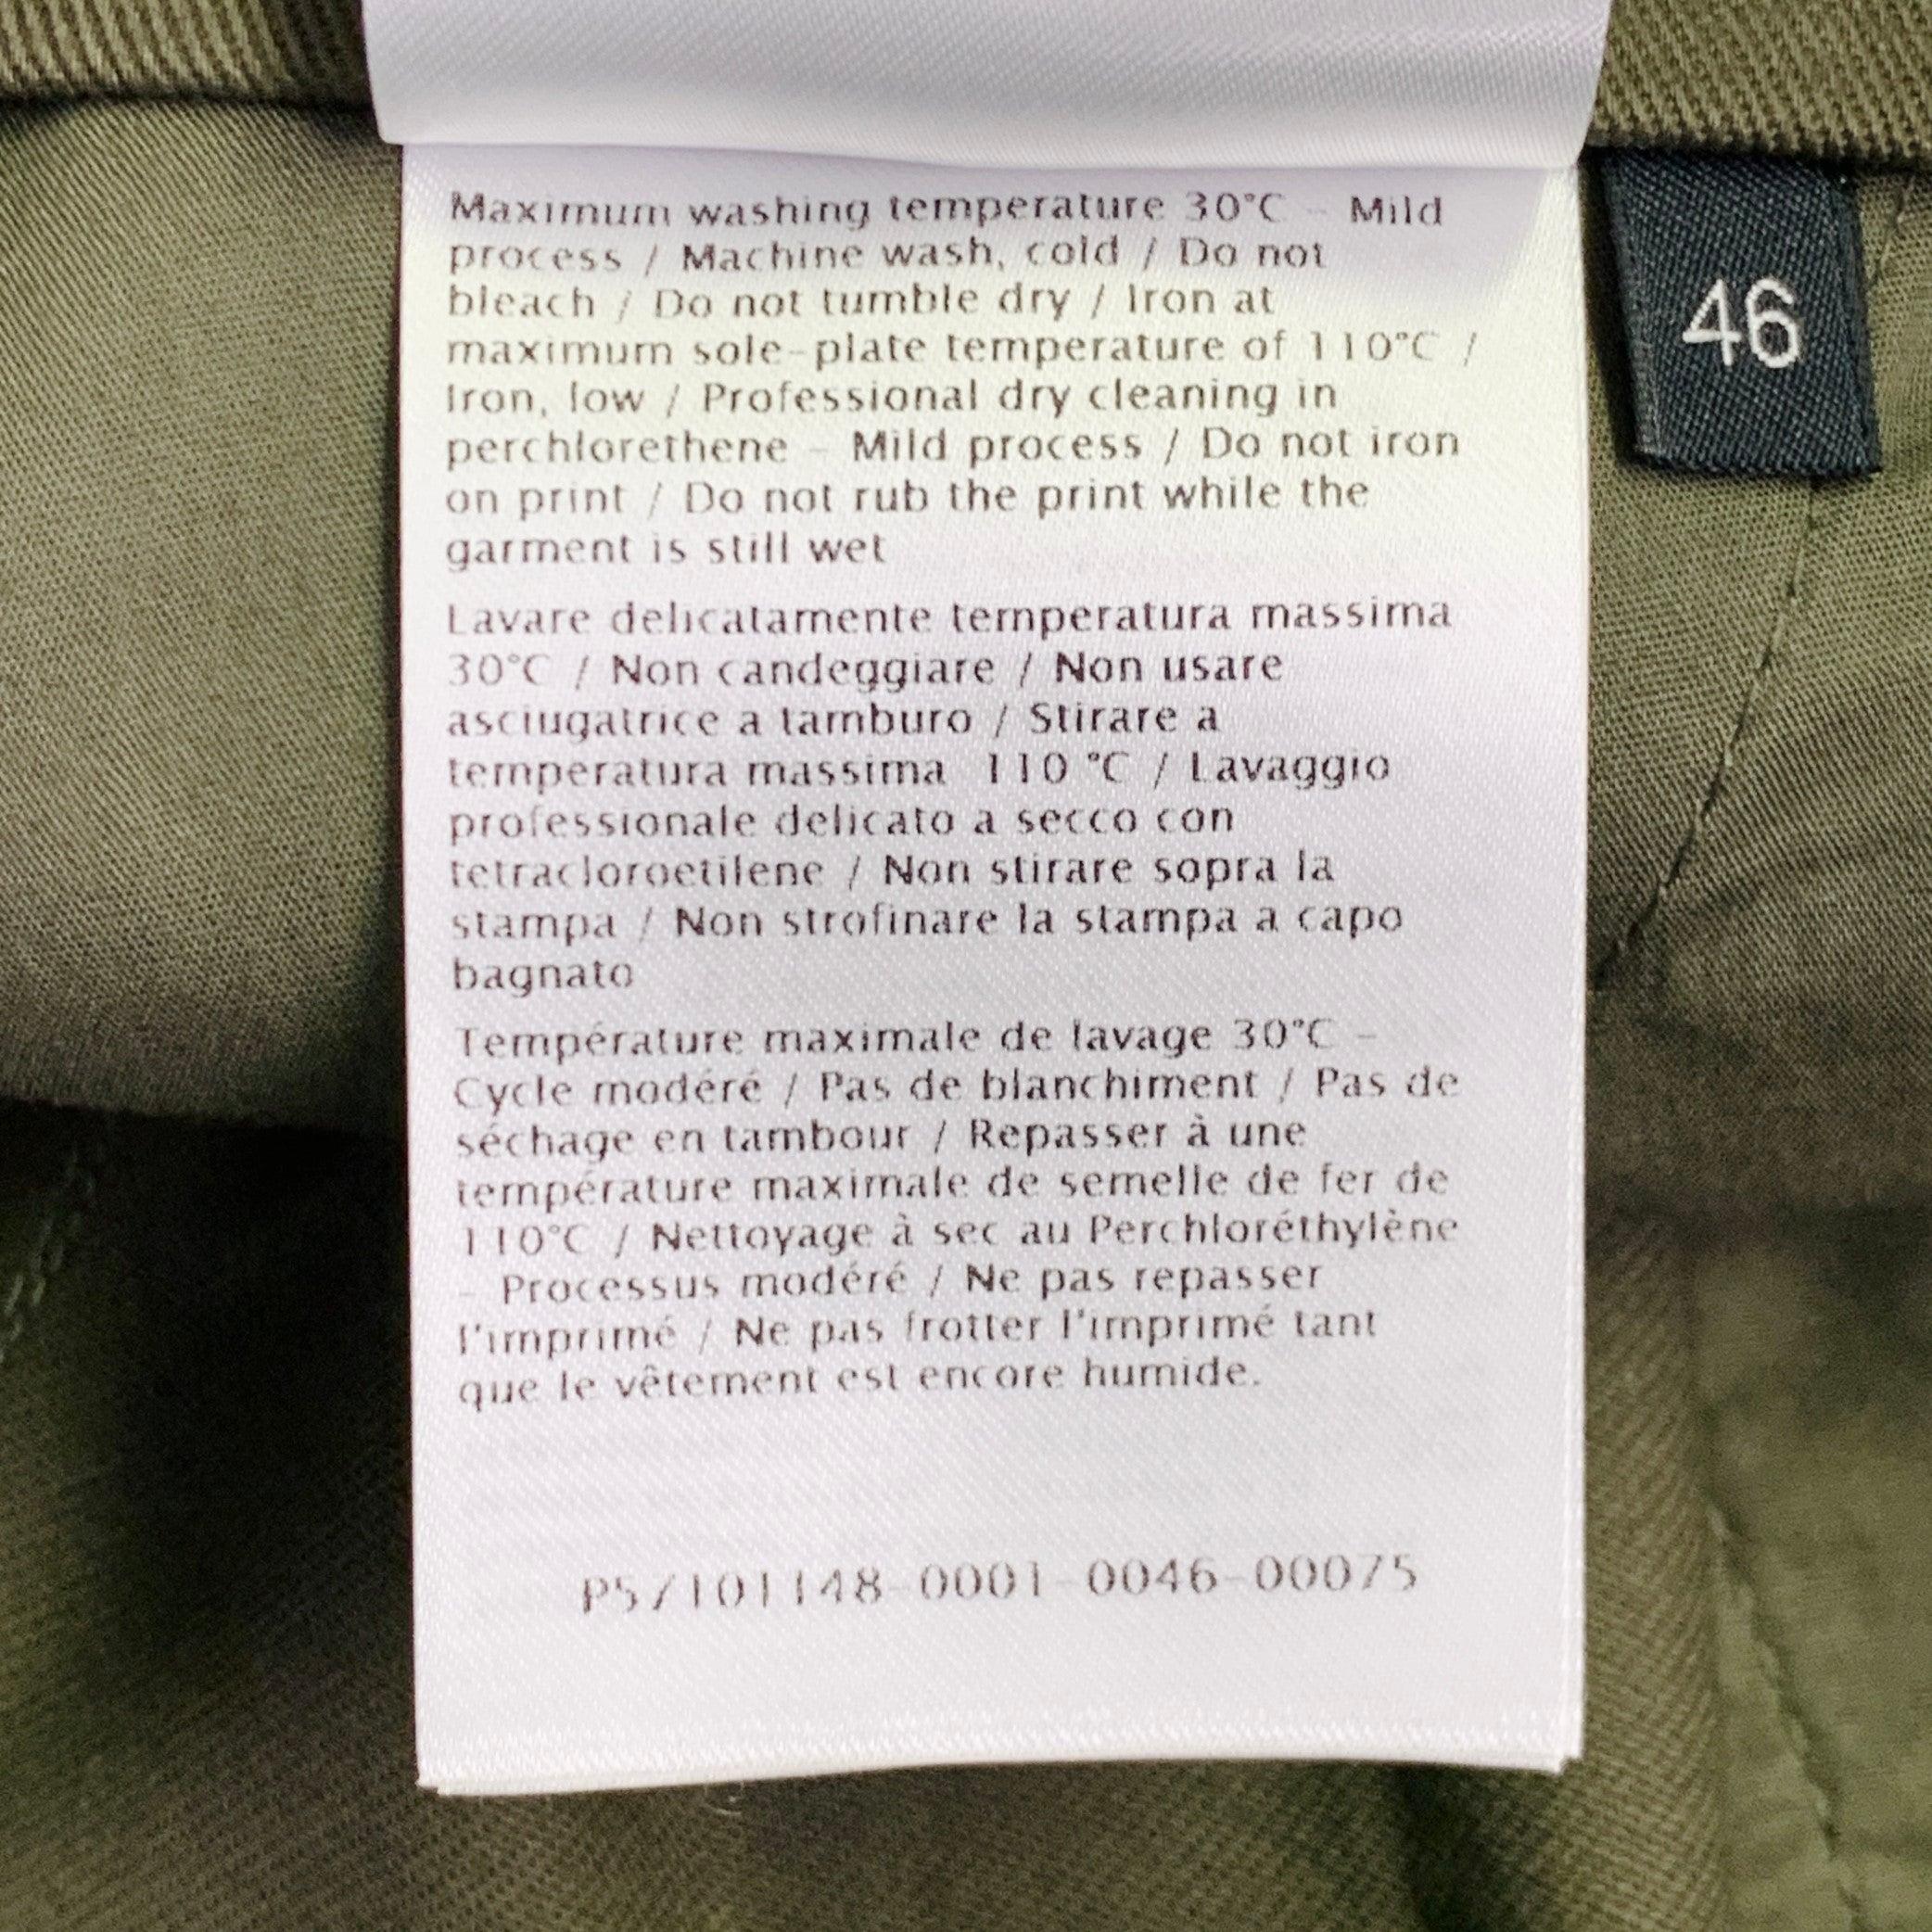 Maximum washing temperature 30°C - Mild
process / Machine wash, cold / Do not
bleach / Do not tumble dry / Iron at
maximum sole-plate temperature of 110°C /
Iron, low / Professional dry cleaning in
perchlorethene - Mild process / Do not iron
on print / Do not rub the print while the
garment is still wet
Lavare delicatamente temperatura massima
30°C / Non candeggiare / Non usare
asciugatrice a tamburo / Stirare a
temperatura massima 110 °C / Lavaggio
professionale delicato a secco con
tetracloroetilene / Non stirare sopra la
stampa / Non strofinare la stampa a capo
bagnato
Température maximale de lavage 30°C -
Cycle modéré / Pas de blanchiment / Pas de
séchage en tambour / Repasser à une
température maximale de semelle de fer de
110°C / Nettoyage à sec au Perchloréthylène
- Processus modéré / Ne pas repasser
l'imprimé / Ne pas frotter l'imprimé tant
que le vêtement est encore humide.
P57101148-0001-0046-00075
46